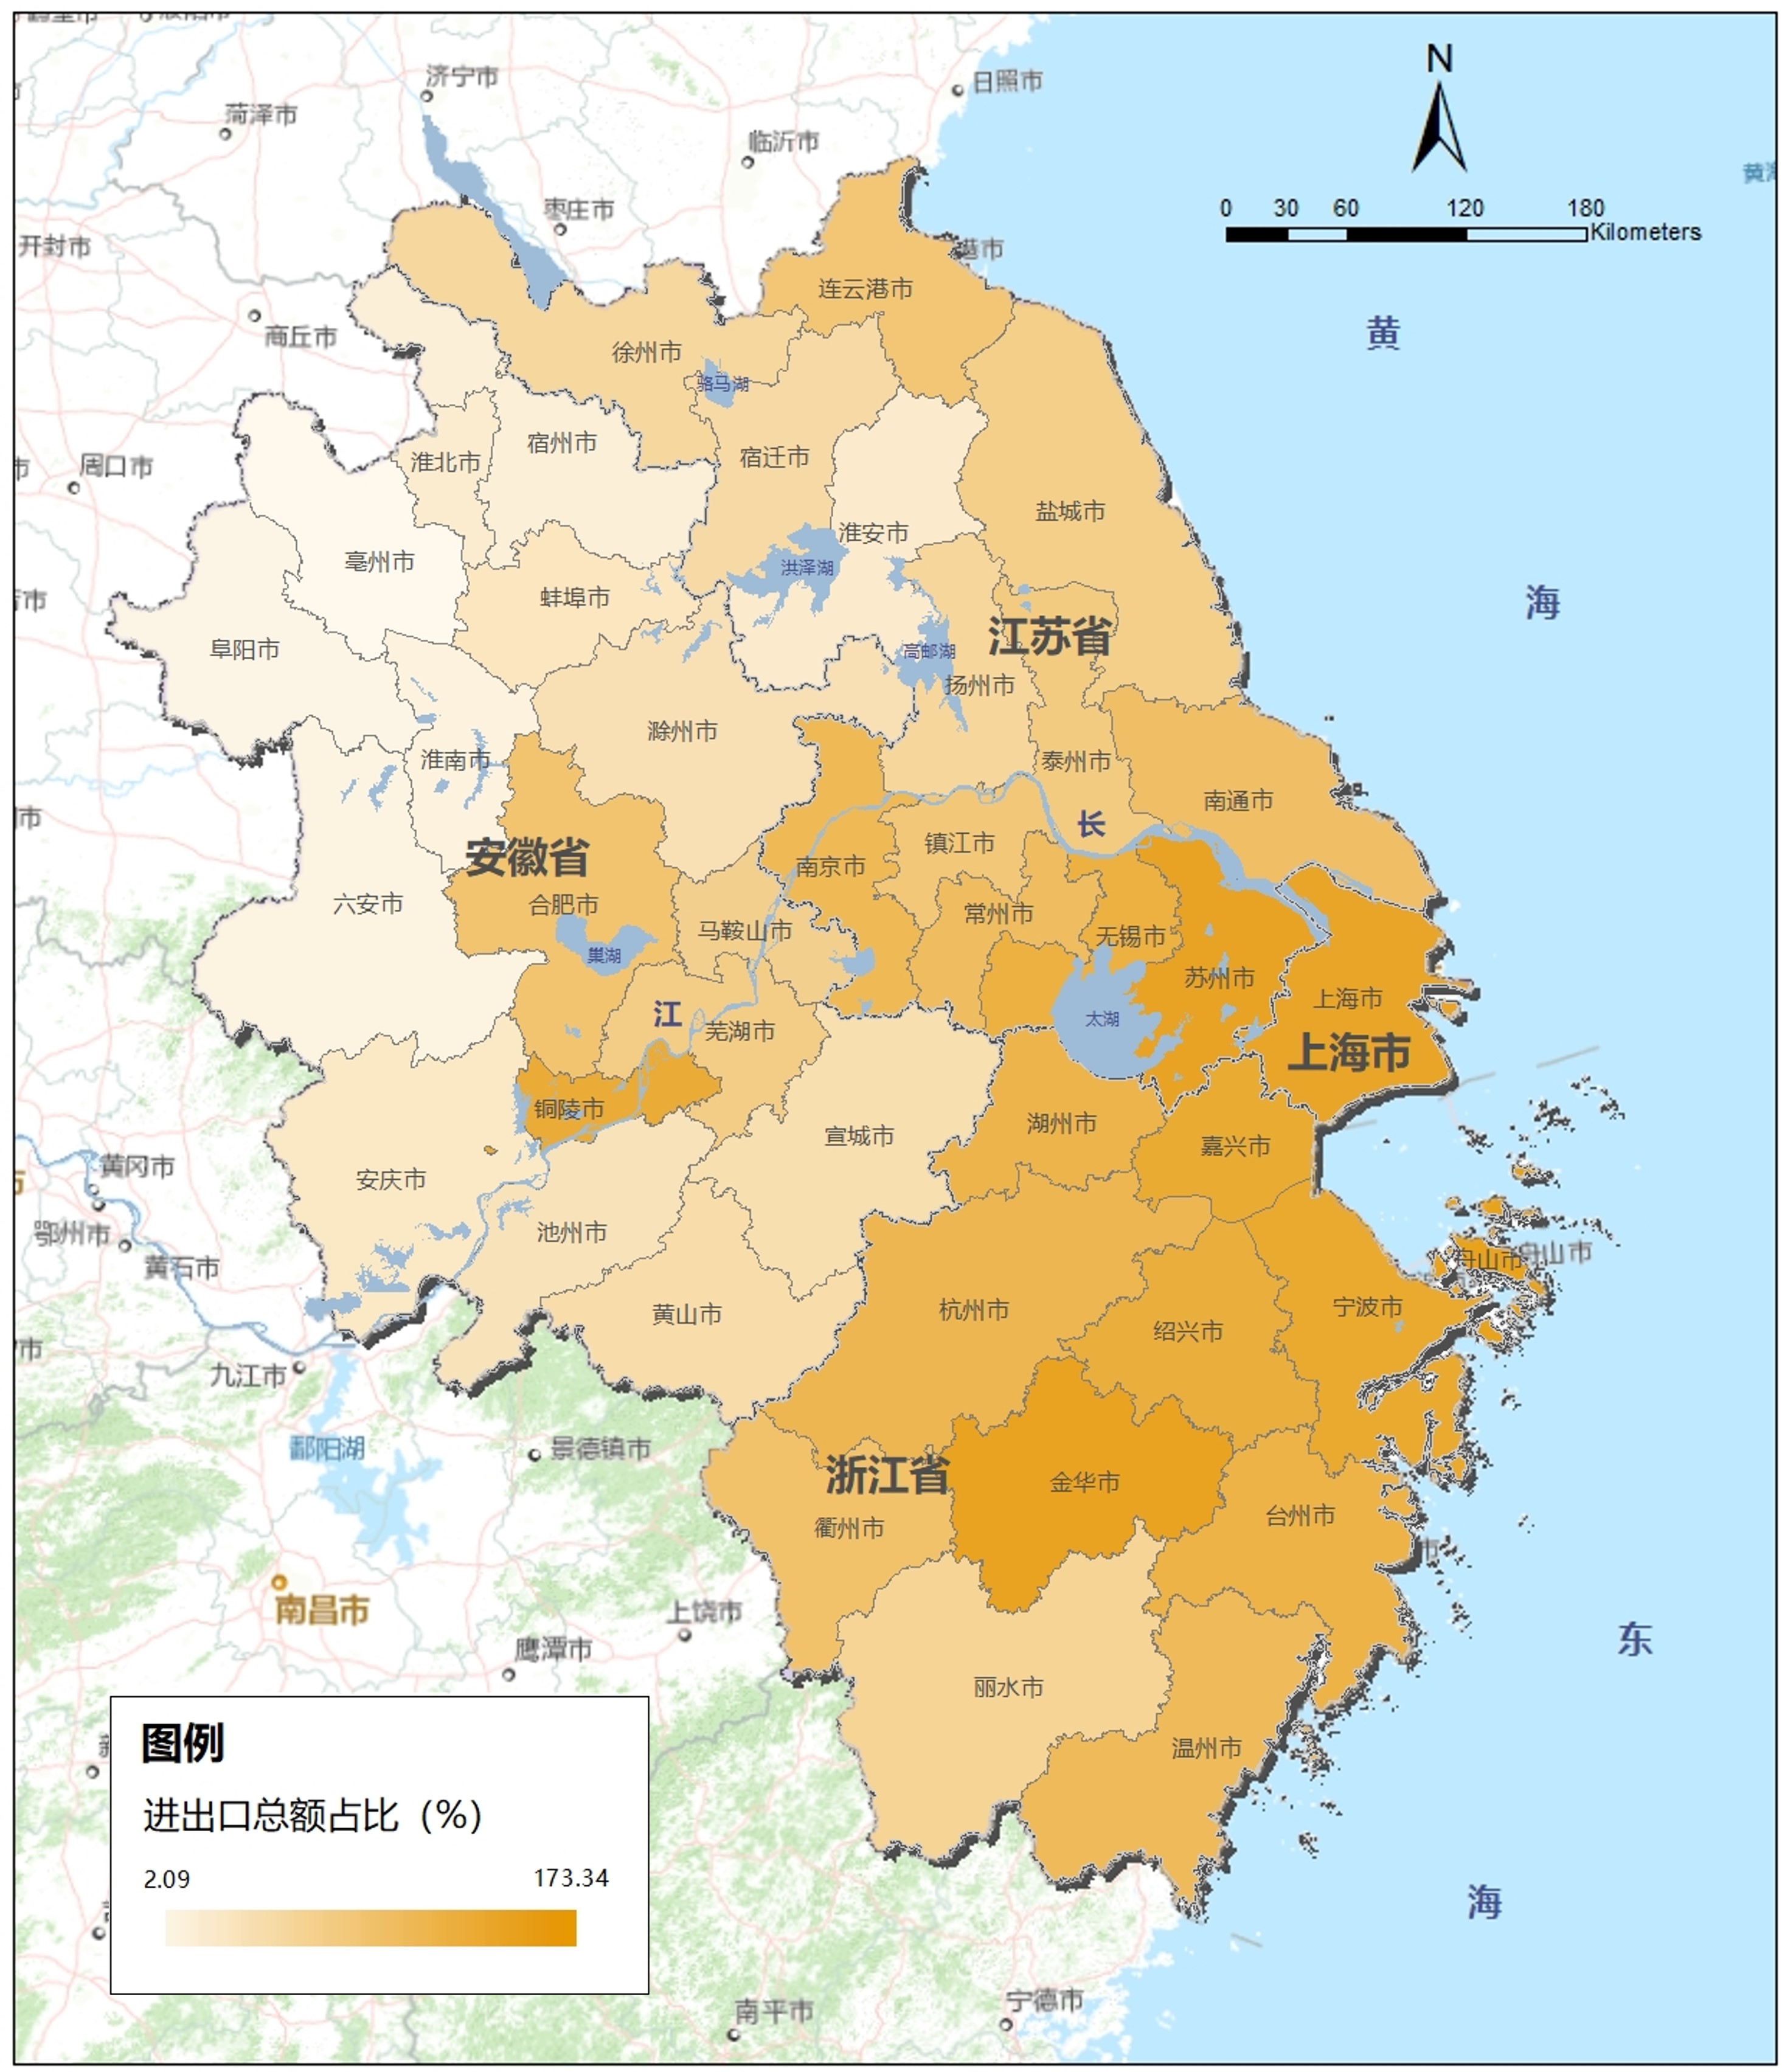 济宁市
菏泽市
日照市
临沂市
枣庄市
开封市
商丘市
周口市
N
0 30 60 120 180
Kilometers
港市
连云港市
徐州市
骆马湖
黄
宿州市
淮北市
宿迁市
盐城市
淮安市
亳州市
洪泽湖
蚌埠市
海
阜阳市
江苏省
高邮湖
扬州市
滁州市
淮南市
泰州市
南通市
长
镇江市
安徽省
南京市
六安市
合肥市
常州市
马鞍山市
无锡市
巢湖
苏州市
上海市
江
芜湖市
太湖
上海市
铜陵市
湖州市
宣城市
嘉兴市
黄冈市
安庆市
鄂州市
池州市
黄石市
舟山市
舟山市
宁波市
杭州市
黄山市
绍兴市
九江市
鄱阳湖
景德镇市
浙江省
金华市
台州市
衢州市
南昌市
上饶市
鹰潭市
东
丽水市
温州市
海
图例
进出口总额占比（%）
2.09 173.34
南平市
宁德市